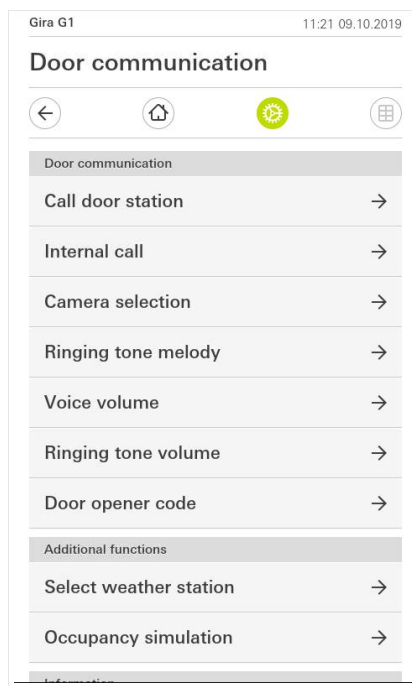 Gira G1
11:21 09.10.2019
Door communication
Door communication
Call door station
Internal call
Camera selection
Ringing tone melody
Voice volume
Ringing tone volume
Door opener code
Additional functions
Select weather station
Occupancy simulation
Information